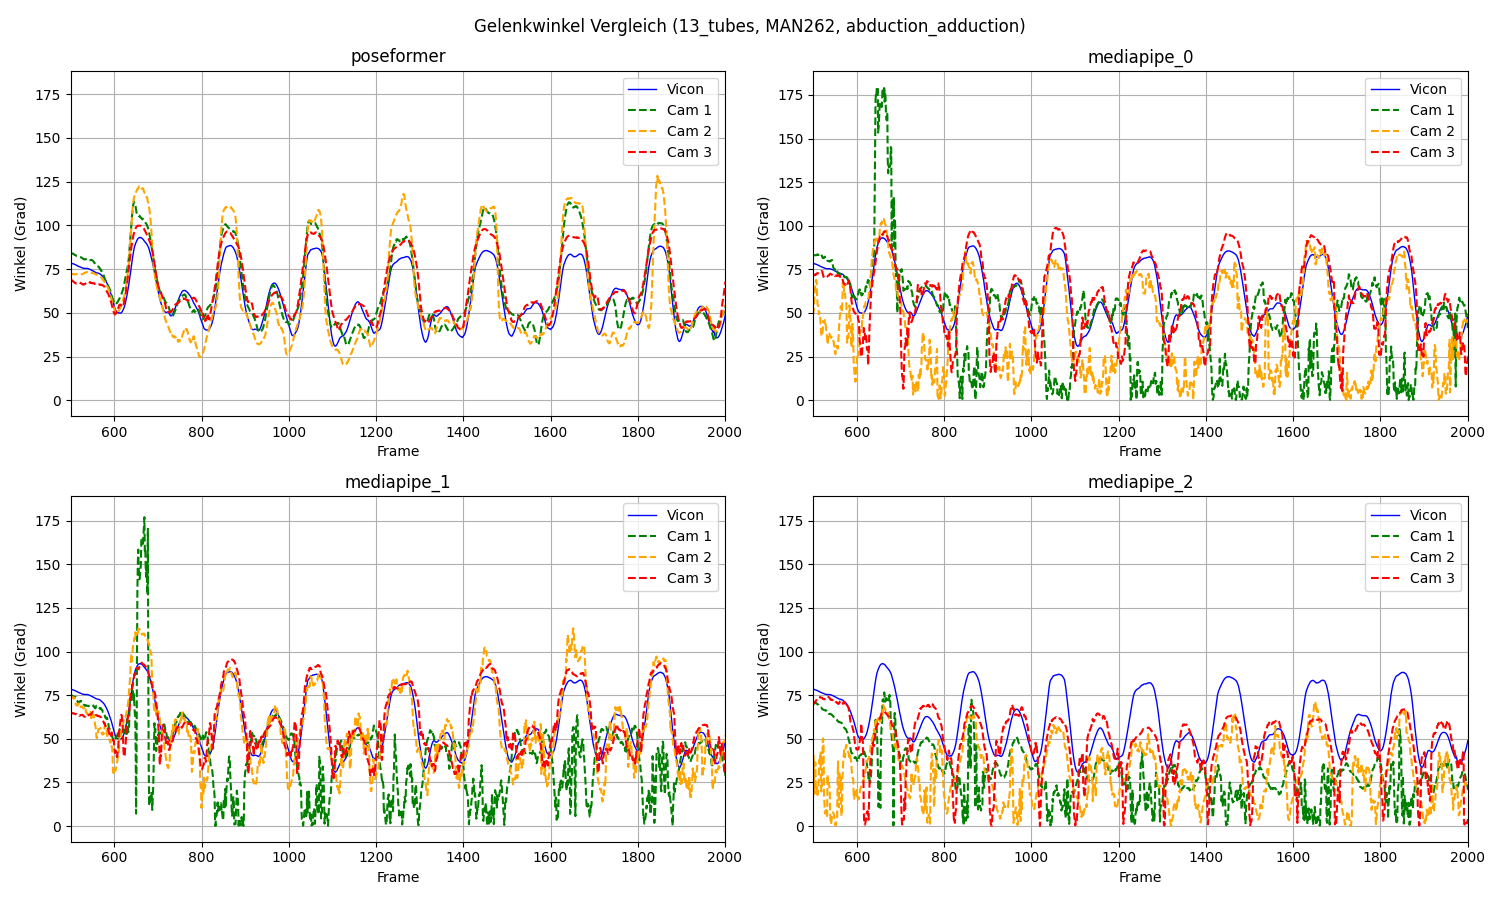 Gelenkwinkel Vergleich (13_tubes, MAN262, abduction_adduction)
poseformer
Winkel (Grad)
175
150
125
100
75
50
25
0
600 800 1000 1200 1400 1600 1800 2000
Frame
Vicon
Cam 1
Cam 2
Cam 3
mediapipe_0
Winkel (Grad)
175
150
125
100
75
50
25
0
600 800 1000 1200 1400 1600 1800 2000
Frame
Vicon
Cam 1
Cam 2
Cam 3
mediapipe_1
Winkel (Grad)
175
150
125
100
75
50
25
0
600 800 1000 1200 1400 1600 1800 2000
Frame
Vicon
Cam 1
Cam 2
Cam 3
mediapipe_2
Winkel (Grad)
175
150
125
100
75
50
25
0
600 800 1000 1200 1400 1600 1800 2000
Frame
Vicon
Cam 1
Cam 2
Cam 3